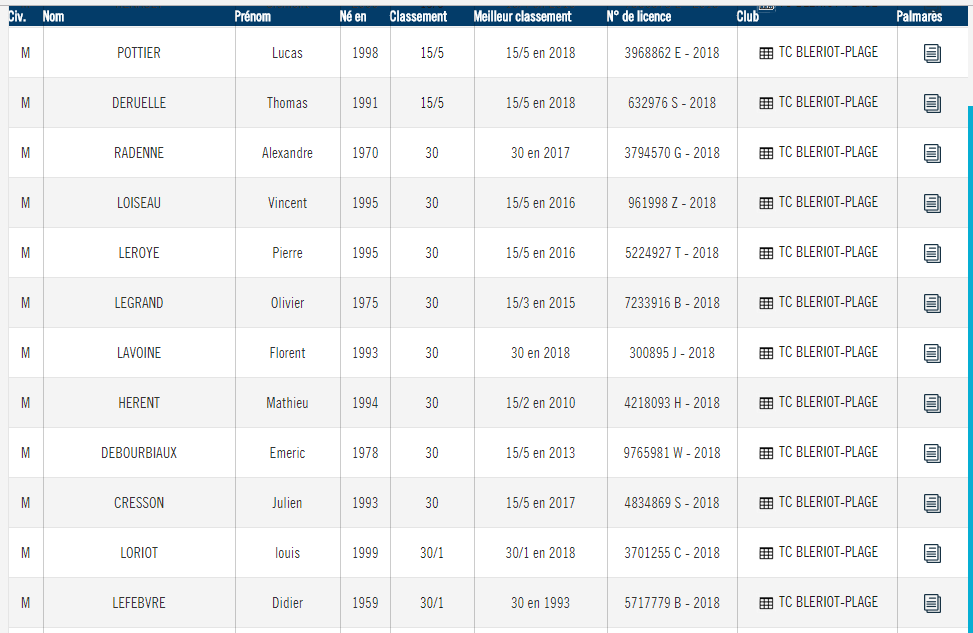 Civ. Nom Prénom Né en Classement Meilleur classement N° de licence Club Palmarès
M POTTIER Lucas 1998 15/5 15/5 en 2018 3968862 E - 2018 TC BLERIOT-PLAGE
M DERUELLE Thomas 1991 15/5 15/5 en 2018 632976 S - 2018 TC BLERIOT-PLAGE
M RADENNE Alexandre 1970 30 30 en 2017 3794570 G - 2018 TC BLERIOT-PLAGE
M LOISEAU Vincent 1995 30 15/5 en 2016 961998 Z - 2018 TC BLERIOT-PLAGE
M LEROYE Pierre 1995 30 15/5 en 2016 5224927 T - 2018 TC BLERIOT-PLAGE
M LEGRAND Olivier 1975 30 15/3 en 2015 7233916 B - 2018 TC BLERIOT-PLAGE
M LAVOINE Florent 1993 30 30 en 2018 300895 J - 2018 TC BLERIOT-PLAGE
M HERENT Mathieu 1994 30 15/2 en 2010 4218093 H - 2018 TC BLERIOT-PLAGE
M DEBOURBIAUX Emeric 1978 30 15/5 en 2013 9765981 W - 2018 TC BLERIOT-PLAGE
M CRESSON Julien 1993 30 15/5 en 2017 4834869 S - 2018 TC BLERIOT-PLAGE
M LORIOT louis 1999 30/1 30/1 en 2018 3701255 C - 2018 TC BLERIOT-PLAGE
M LEFEBVRE Didier 1959 30/1 30 en 1993 5717779 B - 2018 TC BLERIOT-PLAGE